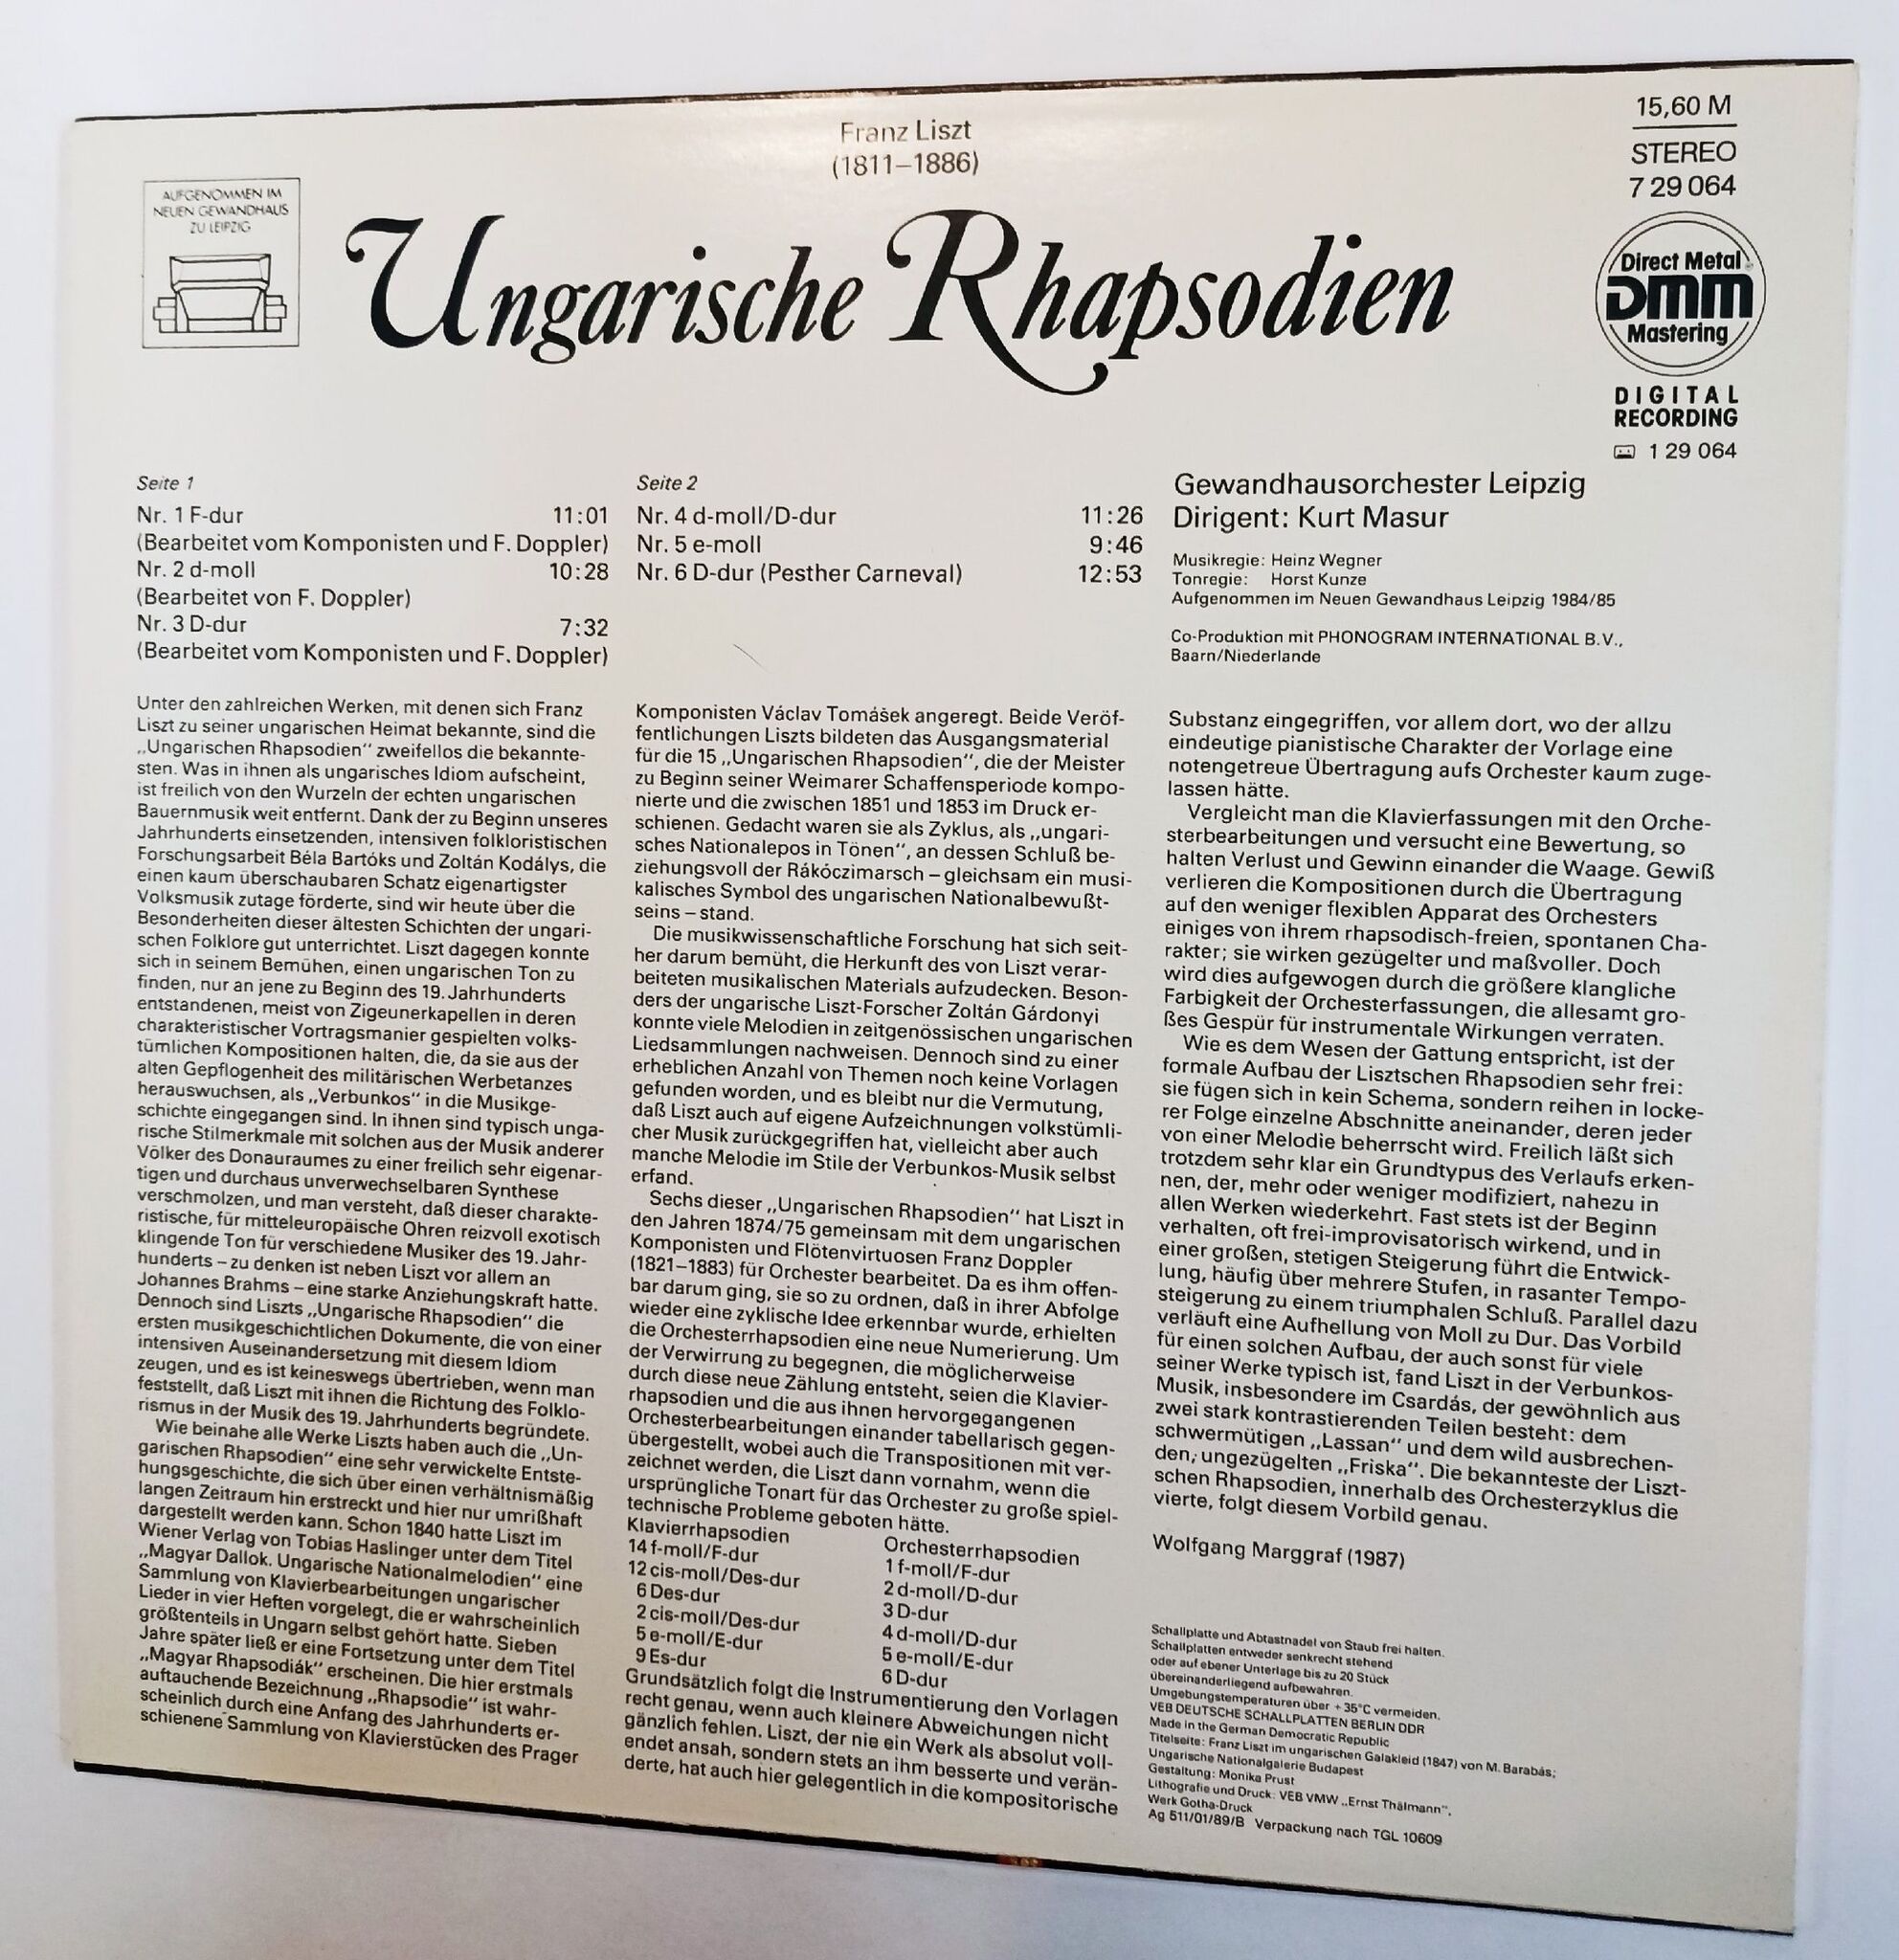 Franz Liszt
(1811–1886)
15,60 M
STEREO
7 29 064
AUFGENOMMEN IM
NEUEN GEWANDHAUS
ZU LEIPZIG
Ungarische Rhapsodien
Direct Metal
DMM
Mastering
DIGITAL
RECORDING
1 29 064
Seite 1
Nr. 1 F-dur 11:01
(Bearbeitet vom Komponisten und F. Doppler)
Nr. 2 d-moll 10:28
(Bearbeitet von F. Doppler)
Nr. 3 D-dur 7:32
(Bearbeitet vom Komponisten und F. Doppler)
Seite 2
Nr. 4 d-moll/D-dur 11:26
Nr. 5 e-moll 9:46
Nr. 6 D-dur (Pesther Carneval) 12:53
Gewandhausorchester Leipzig
Dirigent: Kurt Masur
Musikregie: Heinz Wegner
Tonregie: Horst Kunze
Aufgenommen im Neuen Gewandhaus Leipzig 1984/85
Co-Produktion mit PHONOGRAM INTERNATIONAL B.V.,
Baarn/Niederlande
Unter den zahlreichen Werken, mit denen sich Franz
Liszt zu seiner ungarischen Heimat bekannte, sind die
„Ungarischen Rhapsodien“ zweifellos die bekannte-
sten. Was in ihnen als ungarisches Idiom aufscheint,
ist freilich von den Wurzeln der echten ungarischen
Bauernmusik weit entfernt. Dank der zu Beginn unseres
Jahrhunderts einsetzenden, intensiven folkloristischen
Forschungsarbeit Béla Bartóks und Zoltán Kodálys, die
einen kaum überschaubaren Schatz eigenartigster
Volksmusik zutage förderte, sind wir heute über die
Besonderheiten dieser ältesten Schichten der ungari-
schen Folklore gut unterrichtet. Liszt dagegen konnte
sich in seinem Bemühen, einen ungarischen Ton zu
finden, nur an jene zu Beginn des 19. Jahrhunderts
entstandenen, meist von Zigeunerkapellen in deren
charakteristischer Vortragsmanier gespielten volks-
tümlichen Kompositionen halten, die, da sie aus der
alten Gepflogenheit des militärischen Werbetanzes
herauswuchsen, als „Verbunkos“ in die Musikge-
schichte eingegangen sind. In ihnen sind typisch unga-
rische Stilmerkmale mit solchen aus der Musik anderer
Völker des Donauraumes zu einer freilich sehr eigenar-
tigen und durchaus unverwechselbaren Synthese
verschmolzen, und man versteht, daß dieser charakte-
ristische, für mitteleuropäische Ohren reizvoll exotisch
klingende Ton für verschiedene Musiker des 19. Jahr-
hunderts – zu denken ist neben Liszt vor allem an
Johannes Brahms – eine starke Anziehungskraft hatte.
Dennoch sind Liszts „Ungarische Rhapsodien“ die
ersten musikgeschichtlichen Dokumente, die von einer
intensiven Auseinandersetzung mit diesem Idiom
zeugen, und es ist keineswegs übertrieben, wenn man
feststellt, daß Liszt mit ihnen die Richtung des Folklo-
rismus in der Musik des 19. Jahrhunderts begründete.
Wie beinahe alle Werke Liszts haben auch die „Un-
garischen Rhapsodien“ eine sehr verwickelte Entste-
hungsgeschichte, die sich über einen verhältnismäßig
langen Zeitraum hin erstreckt und hier nur umrißhaft
dargestellt werden kann. Schon 1840 hatte Liszt im
Wiener Verlag von Tobias Haslinger unter dem Titel
„Magyar Dallok. Ungarische Nationalmelodien“ eine
Sammlung von Klavierbearbeitungen ungarischer
Lieder in vier Heften vorgelegt, die er wahrscheinlich
größtenteils in Ungarn selbst gehört hatte. Sieben
Jahre später ließ er eine Fortsetzung unter dem Titel
„Magyar Rhapsodiák“ erscheinen. Die hier erstmals
auftauchende Bezeichnung „Rhapsodie“ ist wahr-
scheinlich durch eine Anfang des Jahrhunderts er-
schienene Sammlung von Klavierstücken des Prager
Komponisten Václav Tomášek angeregt. Beide Veröf-
fentlichungen Liszts bildeten das Ausgangsmaterial
für die 15 „Ungarischen Rhapsodien“, die der Meister
zu Beginn seiner Weimarer Schaffensperiode kompo-
nierte und die zwischen 1851 und 1853 im Druck er-
schienen. Gedacht waren sie als Zyklus, als „ungari-
sches Nationalepos in Tönen“, an dessen Schluß be-
ziehungsvoll der Rákóczimarsch – gleichsam ein musi-
kalisches Symbol des ungarischen Nationalbewußt-
seins – stand.
Die musikwissenschaftliche Forschung hat sich seit-
her darum bemüht, die Herkunft des von Liszt verar-
beiteten musikalischen Materials aufzudecken. Beson-
ders der ungarische Liszt-Forscher Zoltán Gárdonyi
konnte viele Melodien in zeitgenössischen ungarischen
Liedsammlungen nachweisen. Dennoch sind zu einer
erheblichen Anzahl von Themen noch keine Vorlagen
gefunden worden, und es bleibt nur die Vermutung,
daß Liszt auch auf eigene Aufzeichnungen volkstümli-
cher Musik zurückgegriffen hat, vielleicht aber auch
manche Melodie im Stile der Verbunkos-Musik selbst
erfand.
Sechs dieser „Ungarischen Rhapsodien“ hat Liszt in
den Jahren 1874/75 gemeinsam mit dem ungarischen
Komponisten und Flötenvirtuosen Franz Doppler
(1821–1883) für Orchester bearbeitet. Da es ihm offen-
bar darum ging, sie so zu ordnen, daß in ihrer Abfolge
wieder eine zyklische Idee erkennbar wurde, erhielten
die Orchesterrhapsodien eine neue Numerierung. Um
der Verwirrung zu begegnen, die möglicherweise
durch diese neue Zählung entsteht, seien die Klavier-
rhapsodien und die aus ihnen hervorgegangenen
Orchesterbearbeitungen einander tabellarisch gegen-
übergestellt, wobei auch die Transpositionen mit ver-
zeichnet werden, die Liszt dann vornahm, wenn die
ursprüngliche Tonart für das Orchester zu große spiel-
technische Probleme geboten hätte.
Klavierrhapsodien Orchesterrhapsodien
14 f-moll/F-dur 1 f-moll/F-dur
12 cis-moll/Des-dur 2 d-moll/D-dur
6 Des-dur 3 D-dur
2 cis-moll/Des-dur 4 d-moll/D-dur
5 e-moll/E-dur 5 e-moll/E-dur
9 Es-dur 6 D-dur
Grundsätzlich folgt die Instrumentierung den Vorlagen
recht genau, wenn auch kleinere Abweichungen nicht
gänzlich fehlen. Liszt, der nie ein Werk als absolut voll-
endet ansah, sondern stets an ihm besserte und verän-
derte, hat auch hier gelegentlich in die kompositorische
Substanz eingegriffen, vor allem dort, wo der allzu
eindeutige pianistische Charakter der Vorlage eine
notengetreue Übertragung aufs Orchester kaum zuge-
lassen hätte.
Vergleicht man die Klavierfassungen mit den Orche-
sterbearbeitungen und versucht eine Bewertung, so
halten Verlust und Gewinn einander die Waage. Gewiß
verlieren die Kompositionen durch die Übertragung
auf den weniger flexiblen Apparat des Orchesters
einiges von ihrem rhapsodisch-freien, spontanen Cha-
rakter; sie wirken gezügelter und maßvoller. Doch
wird dies aufgewogen durch die größere klangliche
Farbigkeit der Orchesterfassungen, die allesamt gro-
ßes Gespür für instrumentale Wirkungen verraten.
Wie es dem Wesen der Gattung entspricht, ist der
formale Aufbau der Lisztschen Rhapsodien sehr frei:
sie fügen sich in kein Schema, sondern reihen in locke-
rer Folge einzelne Abschnitte aneinander, deren jeder
von einer Melodie beherrscht wird. Freilich läßt sich
trotzdem sehr klar ein Grundtypus des Verlaufs erken-
nen, der, mehr oder weniger modifiziert, nahezu in
allen Werken wiederkehrt. Fast stets ist der Beginn
verhalten, oft frei-improvisatorisch wirkend, und in
einer großen, stetigen Steigerung führt die Entwick-
lung, häufig über mehrere Stufen, in rasanter Tempo-
steigerung zu einem triumphalen Schluß. Parallel dazu
verläuft eine Aufhellung von Moll zu Dur. Das Vorbild
für einen solchen Aufbau, der auch sonst für viele
seiner Werke typisch ist, fand Liszt in der Verbunkos-
Musik, insbesondere im Csardás, der gewöhnlich aus
zwei stark kontrastierenden Teilen besteht: dem
schwermütigen „Lassan“ und dem wild ausbrechen-
den, ungezügelten „Friska“. Die bekannteste der Liszt-
schen Rhapsodien, innerhalb des Orchesterzyklus die
vierte, folgt diesem Vorbild genau.
Wolfgang Marggraf (1987)
Schallplatte und Abtastnadel von Staub frei halten.
Schallplatten entweder senkrecht stehend
oder auf ebener Unterlage bis zu 20 Stück
übereinanderliegend aufbewahren.
Umgebungstemperaturen über +35°C vermeiden.
VEB DEUTSCHE SCHALLPLATTEN BERLIN DDR
Made in the German Democratic Republic
Titelseite: Franz Liszt im ungarischen Galakleid (1847) von M. Barabás;
Ungarische Nationalgalerie Budapest
Gestaltung: Monika Prust
Lithografie und Druck: VEB VMW „Ernst Thälmann“,
Werk Gotha-Druck
Ag 511/01/89/B Verpackung nach TGL 10609